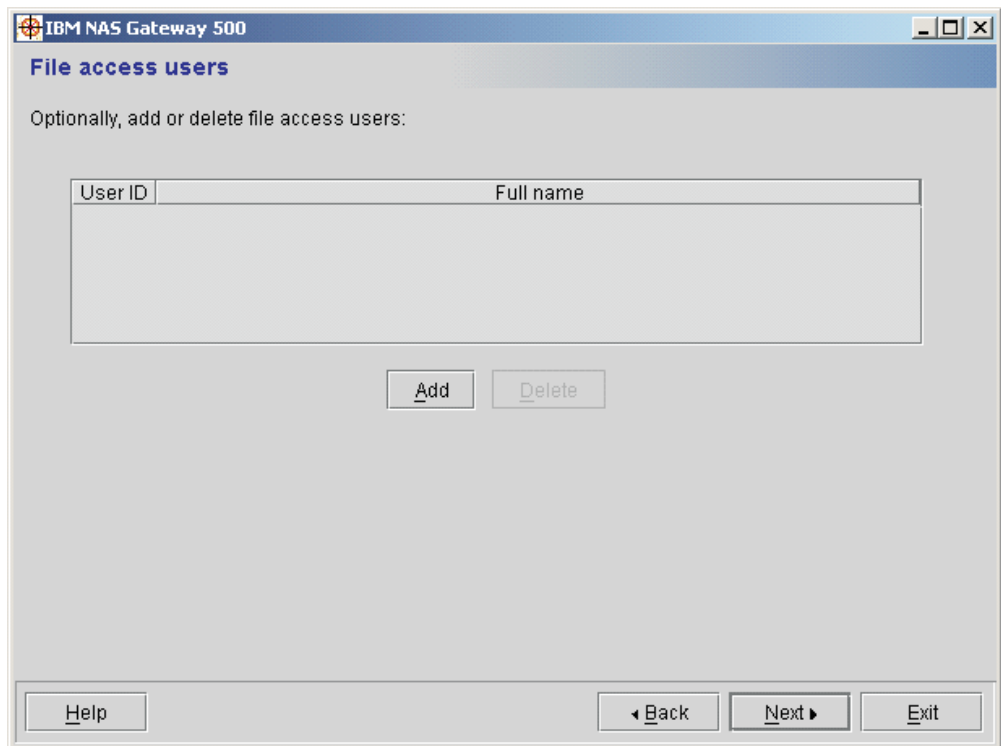 IBM NAS Gateway 500
File access users
Optionally, add or delete file access users:
User ID Full name
Add Delete
Help Back Next Exit